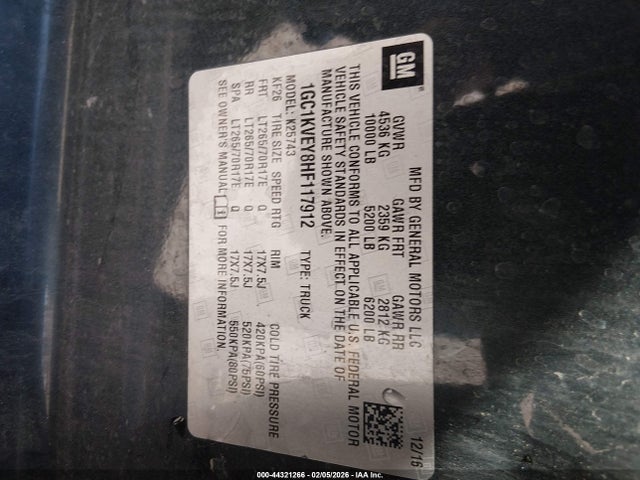 GM
MFD BY GENERAL MOTORS LLC 12/16
GVWR GAWR FRT GAWR RR
4536 KG 2359 KG 2812 KG
10000 LB 5200 LB 6200 LB
THIS VEHICLE CONFORMS TO ALL APPLICABLE U.S. FEDERAL MOTOR
VEHICLE SAFETY STANDARDS IN EFFECT ON THE DATE OF
MANUFACTURE SHOWN ABOVE.
1GC1KVEY8HF117912 TYPE: TRUCK
MODEL: K25743
KF26 TIRE SIZE SPEED RTG RIM COLD TIRE PRESSURE
FRT LT265/70R17E Q 17X7.5J 420KPA(60PSI)
RR LT265/70R17E Q 17X7.5J 520KPA(75PSI)
SPA LT265/70R17E Q 17X7.5J 550KPA(80PSI)
SEE OWNER'S MANUAL FOR MORE INFORMATION.
000-44321266 - 02/05/2026 - IAA Inc.